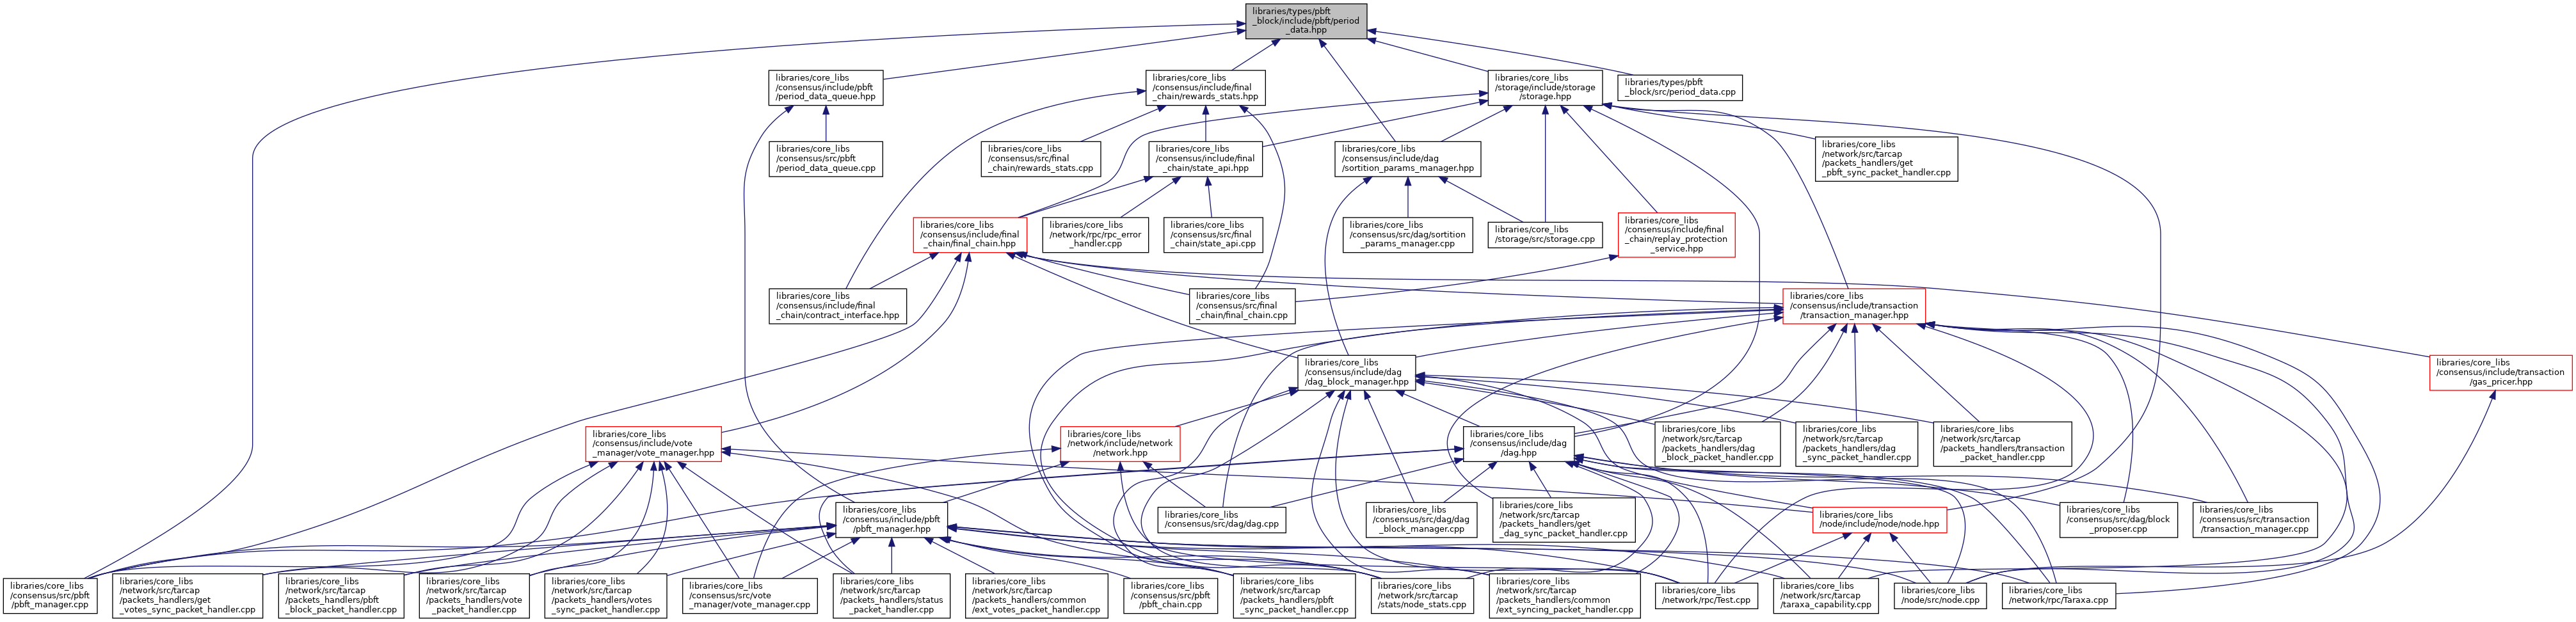 libraries/types/pbft
_block/include/pbft/period
_data.hpp
libraries/core_libs
/consensus/include/pbft
/period_data_queue.hpp
libraries/core_libs
/consensus/include/final
_chain/rewards_stats.hpp
libraries/core_libs
/storage/include/storage
/storage.hpp
libraries/types/pbft
_block/src/period_data.cpp
libraries/core_libs
/consensus/src/pbft
/period_data_queue.cpp
libraries/core_libs
/consensus/src/final
_chain/rewards_stats.cpp
libraries/core_libs
/consensus/include/final
_chain/state_api.hpp
libraries/core_libs
/consensus/include/dag
/sortition_params_manager.hpp
libraries/core_libs
/network/src/tarcap
/packets_handlers/get
_pbft_sync_packet_handler.cpp
libraries/core_libs
/consensus/include/final
_chain/final_chain.hpp
libraries/core_libs
/network/rpc/rpc_error
_handler.cpp
libraries/core_libs
/consensus/src/final
_chain/state_api.cpp
libraries/core_libs
/consensus/src/dag/sortition
_params_manager.cpp
libraries/core_libs
/storage/src/storage.cpp
libraries/core_libs
/consensus/include/final
_chain/replay_protection
_service.hpp
libraries/core_libs
/consensus/include/final
_chain/contract_interface.hpp
libraries/core_libs
/consensus/src/final
_chain/final_chain.cpp
libraries/core_libs
/consensus/include/transaction
/transaction_manager.hpp
libraries/core_libs
/consensus/include/dag
/dag_block_manager.hpp
libraries/core_libs
/consensus/include/transaction
/gas_pricer.hpp
libraries/core_libs
/consensus/include/vote
_manager/vote_manager.hpp
libraries/core_libs
/network/include/network
/network.hpp
libraries/core_libs
/consensus/include/dag
/dag.hpp
libraries/core_libs
/network/src/tarcap
/packets_handlers/dag
_block_packet_handler.cpp
libraries/core_libs
/network/src/tarcap
/packets_handlers/dag
_sync_packet_handler.cpp
libraries/core_libs
/network/src/tarcap
/packets_handlers/transaction
_packet_handler.cpp
libraries/core_libs
/consensus/include/pbft
/pbft_manager.hpp
libraries/core_libs
/consensus/src/dag/dag.cpp
libraries/core_libs
/consensus/src/dag/dag
_block_manager.cpp
libraries/core_libs
/network/src/tarcap
/packets_handlers/get
_dag_sync_packet_handler.cpp
libraries/core_libs
/node/include/node/node.hpp
libraries/core_libs
/consensus/src/dag/block
_proposer.cpp
libraries/core_libs
/consensus/src/transaction
/transaction_manager.cpp
libraries/core_libs
/consensus/src/pbft
/pbft_manager.cpp
libraries/core_libs
/network/src/tarcap
/packets_handlers/get
_votes_sync_packet_handler.cpp
libraries/core_libs
/network/src/tarcap
/packets_handlers/pbft
_block_packet_handler.cpp
libraries/core_libs
/network/src/tarcap
/packets_handlers/vote
_packet_handler.cpp
libraries/core_libs
/network/src/tarcap
/packets_handlers/votes
_sync_packet_handler.cpp
libraries/core_libs
/consensus/src/vote
_manager/vote_manager.cpp
libraries/core_libs
/network/src/tarcap
/packets_handlers/status
_packet_handler.cpp
libraries/core_libs
/network/src/tarcap
/packets_handlers/common
/ext_votes_packet_handler.cpp
libraries/core_libs
/consensus/src/pbft
/pbft_chain.cpp
libraries/core_libs
/network/src/tarcap
/packets_handlers/pbft
_sync_packet_handler.cpp
libraries/core_libs
/network/src/tarcap
/stats/node_stats.cpp
libraries/core_libs
/network/src/tarcap
/packets_handlers/common
/ext_syncing_packet_handler.cpp
libraries/core_libs
/network/rpc/Test.cpp
libraries/core_libs
/network/src/tarcap
/taraxa_capability.cpp
libraries/core_libs
/node/src/node.cpp
libraries/core_libs
/network/rpc/Taraxa.cpp